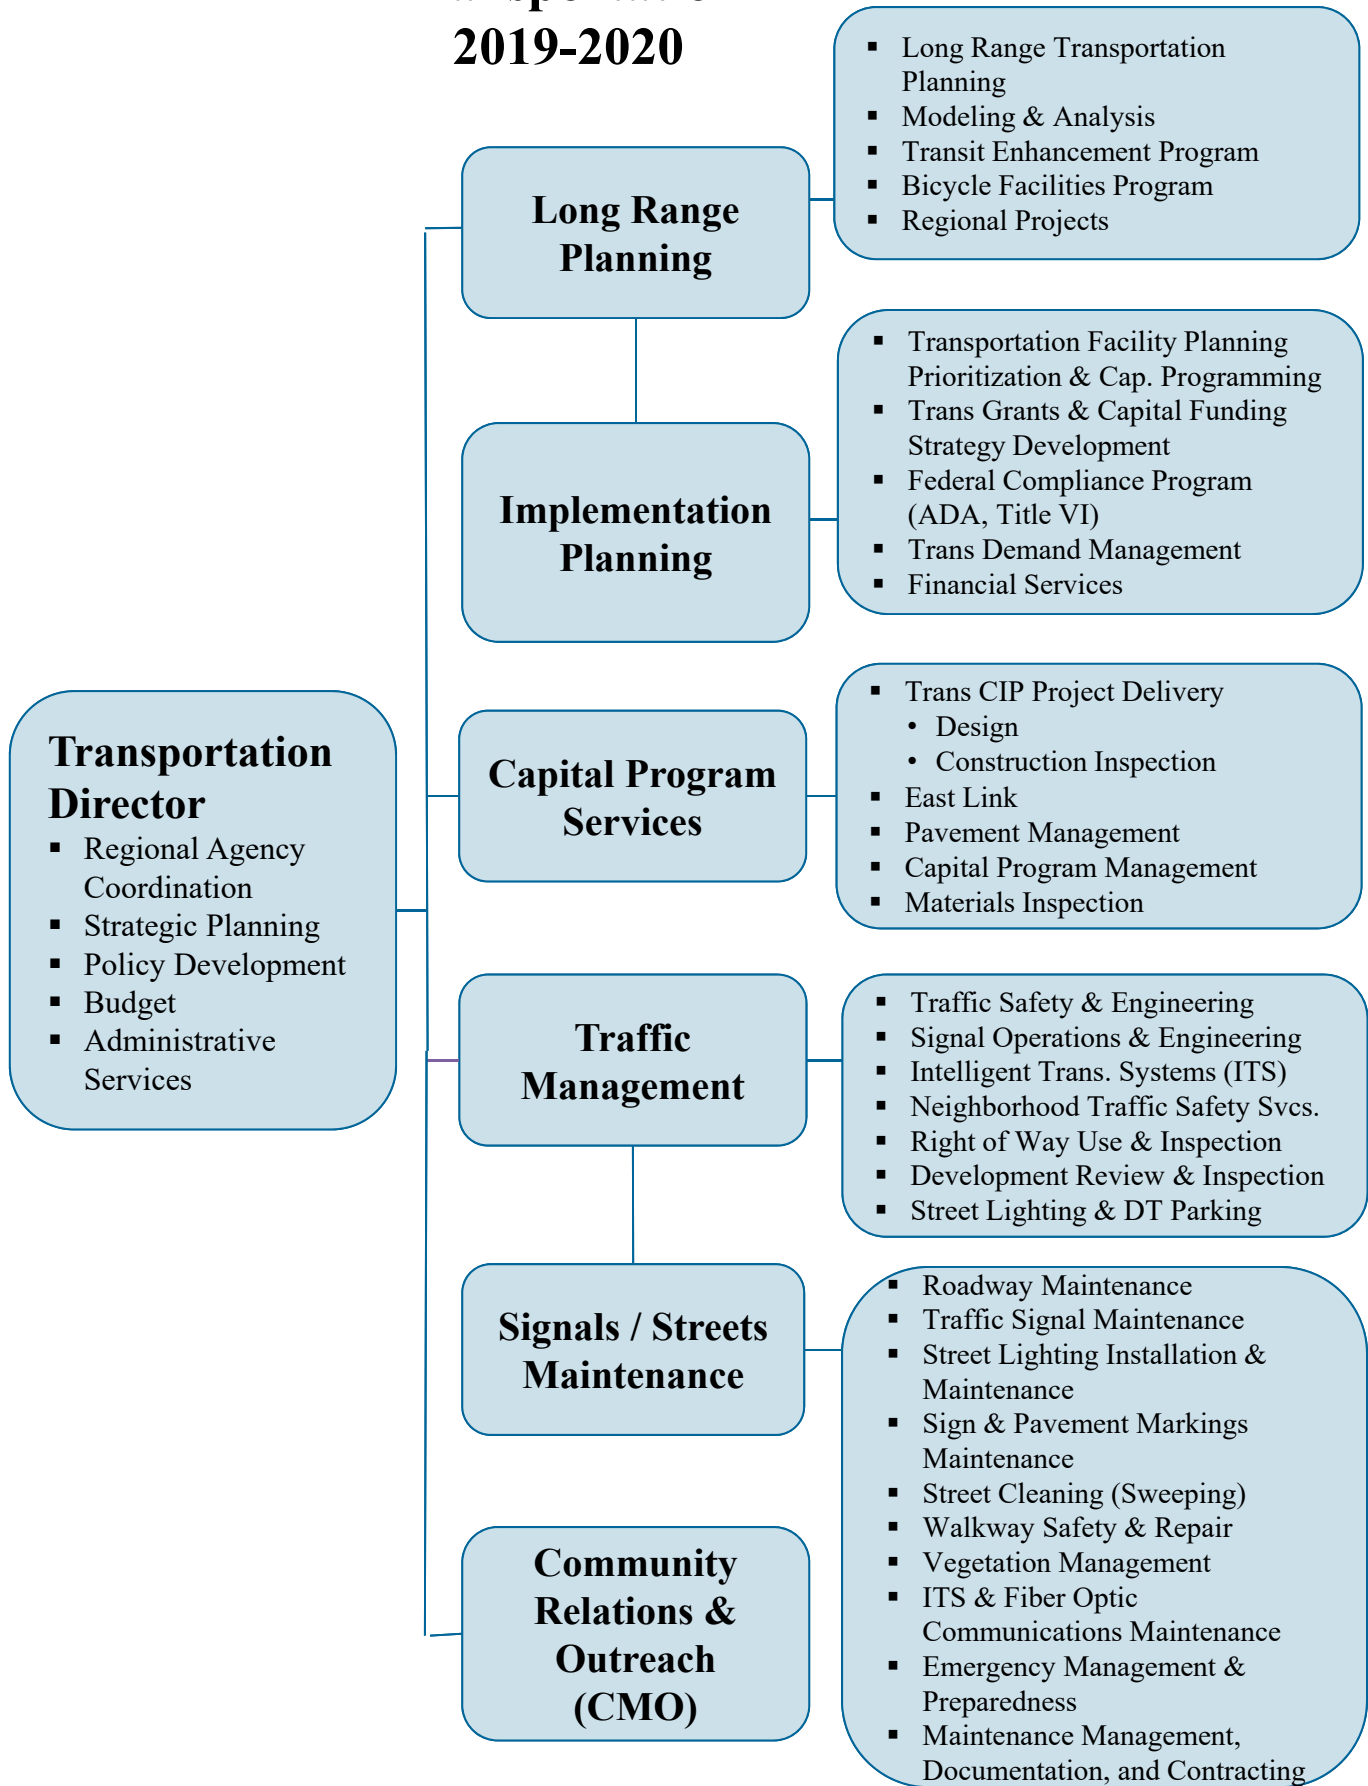 2019-2020
▪ Long Range Transportation
Planning
▪ Modeling & Analysis
▪ Transit Enhancement Program
▪ Bicycle Facilities Program
▪ Regional Projects
Long Range
Planning
▪ Transportation Facility Planning
Prioritization & Cap. Programming
▪ Trans Grants & Capital Funding
Strategy Development
▪ Federal Compliance Program
(ADA, Title VI)
▪ Trans Demand Management
▪ Financial Services
Implementation
Planning
Transportation
Director
▪ Regional Agency
Coordination
▪ Strategic Planning
▪ Policy Development
▪ Budget
▪ Administrative
Services
Capital Program
Services
▪ Trans CIP Project Delivery
• Design
• Construction Inspection
▪ East Link
▪ Pavement Management
▪ Capital Program Management
▪ Materials Inspection
Traffic
Management
▪ Traffic Safety & Engineering
▪ Signal Operations & Engineering
▪ Intelligent Trans. Systems (ITS)
▪ Neighborhood Traffic Safety Svcs.
▪ Right of Way Use & Inspection
▪ Development Review & Inspection
▪ Street Lighting & DT Parking
Signals / Streets
Maintenance
▪ Roadway Maintenance
▪ Traffic Signal Maintenance
▪ Street Lighting Installation &
Maintenance
▪ Sign & Pavement Markings
Maintenance
▪ Street Cleaning (Sweeping)
▪ Walkway Safety & Repair
▪ Vegetation Management
▪ ITS & Fiber Optic
Communications Maintenance
▪ Emergency Management &
Preparedness
▪ Maintenance Management,
Documentation, and Contracting
Community
Relations &
Outreach
(CMO)